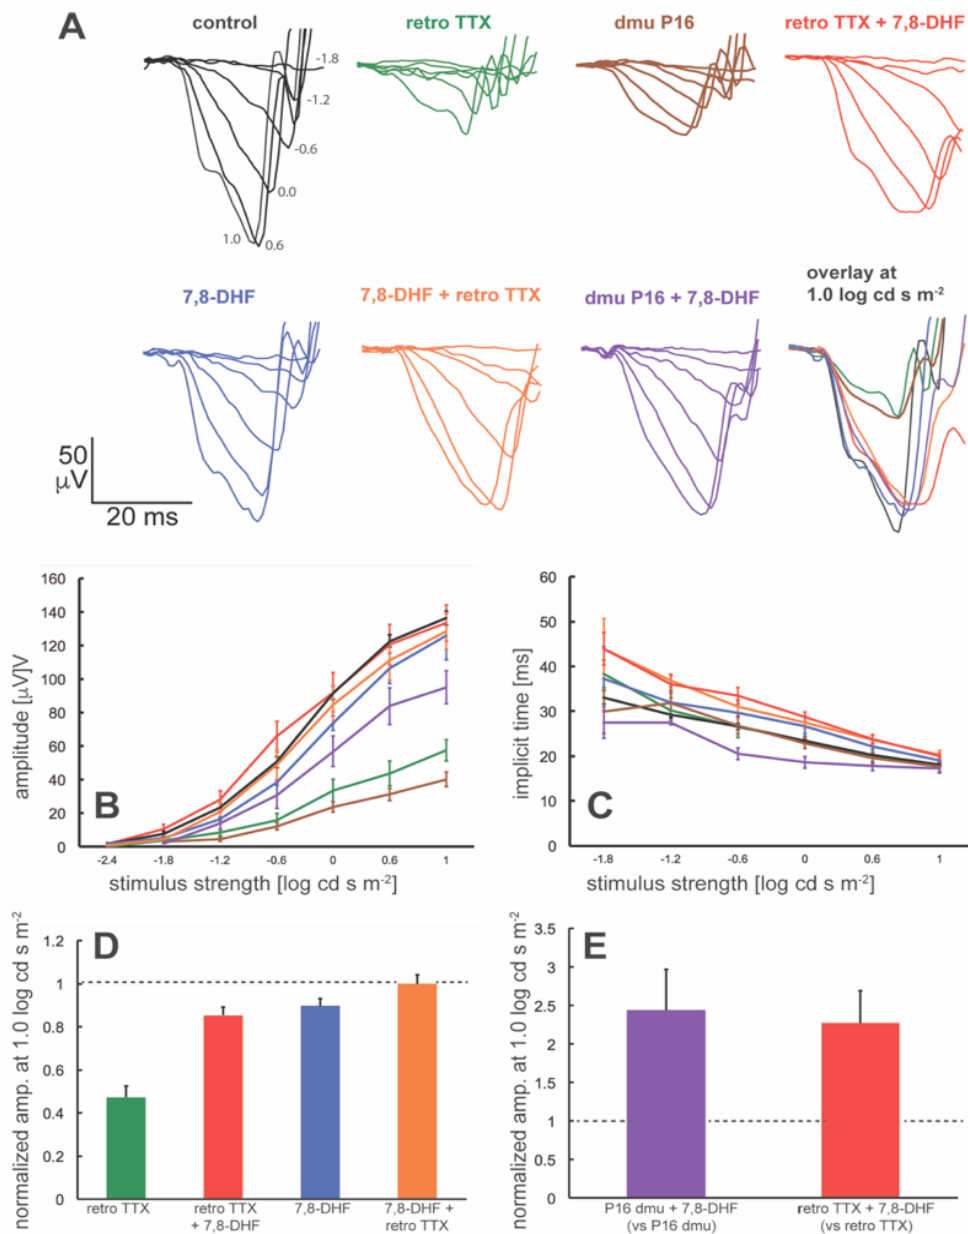 A
control
retro TTX
dmu P16
retro TTX + 7,8-DHF
-1.8
-1.2
-0.6
0.0
1.0
0.6
7,8-DHF
7,8-DHF + retro TTX
dmu P16 + 7,8-DHF
overlay at
1.0 log cd s m⁻²
50
μV
20 ms
B
amplitude [μV]V
160
140
120
100
80
60
40
20
0
-2.4
-1.8
-1.2
-0.6
0
0.6
1
stimulus strength [log cd s m⁻²]
C
implicit time [ms]
60
50
40
30
20
10
0
-1.8
-1.2
-0.6
0
0.6
1
stimulus strength [log cd s m⁻²]
D
normalized amp. at 1.0 log cd s m⁻²
1.2
1
0.8
0.6
0.4
0.2
0
retro TTX
retro TTX
+ 7,8-DHF
7,8-DHF
7,8-DHF +
retro TTX
E
normalized amp. at 1.0 log cd s m⁻²
3.5
3
2.5
2
1.5
1
0.5
0
P16 dmu + 7,8-DHF
(vs P16 dmu)
retro TTX + 7,8-DHF
(vs retro TTX)